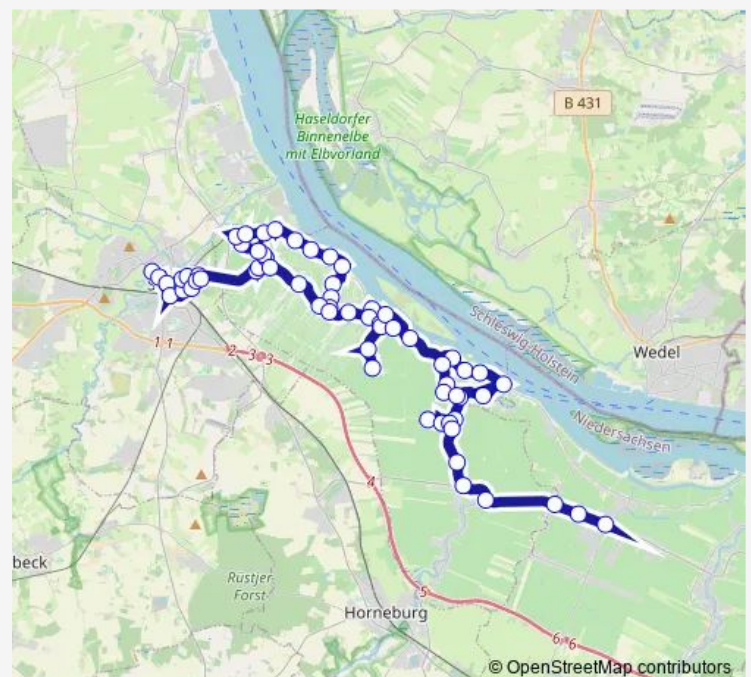 B 431
Haseldorfer
Binnenelbe
mit Elbvorland
Schleswig-Holstein
Wedel
1 1
2 3 3
Niedersachsen
4
beck
Rüstjer
Forst
5
Horneburg
6 6
© OpenStreetMap contributors